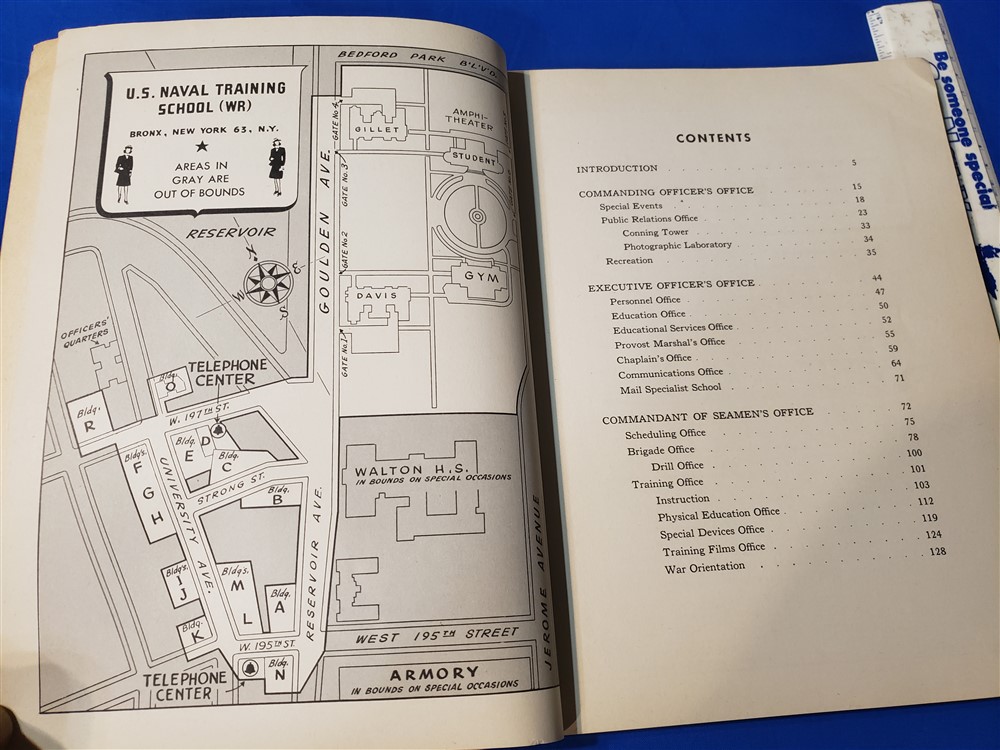 U.S. NAVAL TRAINING
SCHOOL (WR)
BRONX, NEW YORK 63, N.Y.
AREAS IN
GRAY ARE
OUT OF BOUNDS
BEDFORD PARK B'L'V'D.
GATE No. 4
GILLET
AMPHI-
THEATER
STUDENT
GATE No. 3
GOULDEN AVE.
GATE No. 2
RESERVOIR
N
E
W
S
GYM
DAVIS
GATE No. 1
OFFICERS'
QUARTERS
TELEPHONE
CENTER
Bldg.
O
Bldg.
R
W. 197TH ST.
Bldg.
E
D
C
Bldg's.
F
G
H
UNIVERSITY AVE.
STRONG ST.
Bldg.
B
WALTON H.S.
IN BOUNDS ON SPECIAL OCCASIONS
RESERVOIR AVE.
JEROME AVENUE
Bldg's.
I
J
Bldgs.
M
L
Bldg.
A
Bldg.
K
W. 195TH ST.
WEST 195TH STREET
Bldg.
N
TELEPHONE
CENTER
ARMORY
IN BOUNDS ON SPECIAL OCCASIONS
CONTENTS
INTRODUCTION . . . . . . . . . 5
COMMANDING OFFICER'S OFFICE . . . . . . 15
Special Events . . . . . . . . . 18
Public Relations Office . . . . . . . . 23
Conning Tower . . . . . . . . 33
Photographic Laboratory . . . . . . . 34
Recreation . . . . . . . . . . 35
EXECUTIVE OFFICER'S OFFICE . . . . . . . 44
Personnel Office . . . . . . . . . 47
Education Office . . . . . . . . . 50
Educational Services Office . . . . . . . 52
Provost Marshal's Office . . . . . . . . 55
Chaplain's Office . . . . . . . . . 59
Communications Office . . . . . . . . 64
Mail Specialist School . . . . . . . . 71
COMMANDANT OF SEAMEN'S OFFICE . . . . 72
Scheduling Office . . . . . . . . . 75
Brigade Office . . . . . . . . . 78
Drill Office . . . . . . . . . 100
Training Office . . . . . . . . . 101
Instruction . . . . . . . . . 103
Physical Education Office . . . . . . . 112
Special Devices Office . . . . . . . . 119
Training Films Office . . . . . . . . 124
War Orientation . . . . . . . . . 128
Be someone special